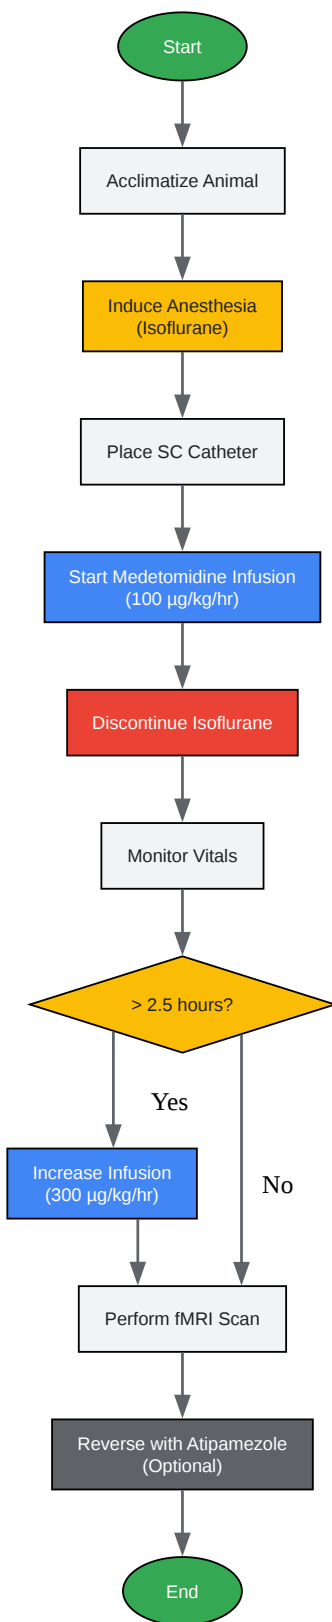 Start
Acclimatize Animal
Induce Anesthesia
(Isoflurane)
Place SC Catheter
Start Medetomidine Infusion
(100 µg/kg/hr)
Discontinue Isoflurane
Monitor Vitals
> 2.5 hours?
Yes
Increase Infusion
(300 µg/kg/hr)
No
Perform fMRI Scan
Reverse with Atipamezole
(Optional)
End